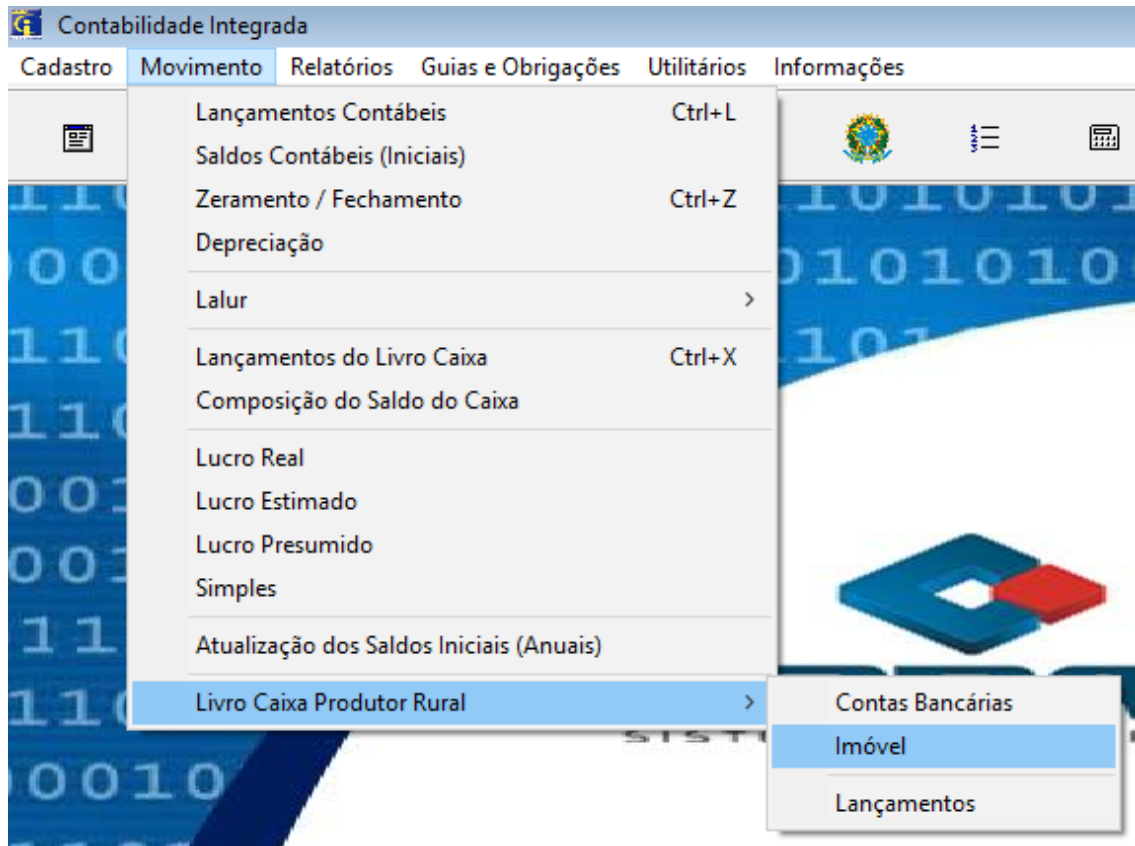 Contabilidade Integrada
Cadastro Movimento Relatórios Guias e Obrigações Utilitários Informações
Lançamentos Contábeis Ctrl+L
Saldos Contábeis (Iniciais)
Zeramento / Fechamento Ctrl+Z
Depreciação
Lalur
Lançamentos do Livro Caixa Ctrl+X
Composição do Saldo do Caixa
Lucro Real
Lucro Estimado
Lucro Presumido
Simples
Atualização dos Saldos Iniciais (Anuais)
Livro Caixa Produtor Rural
Contas Bancárias
Imóvel
Lançamentos